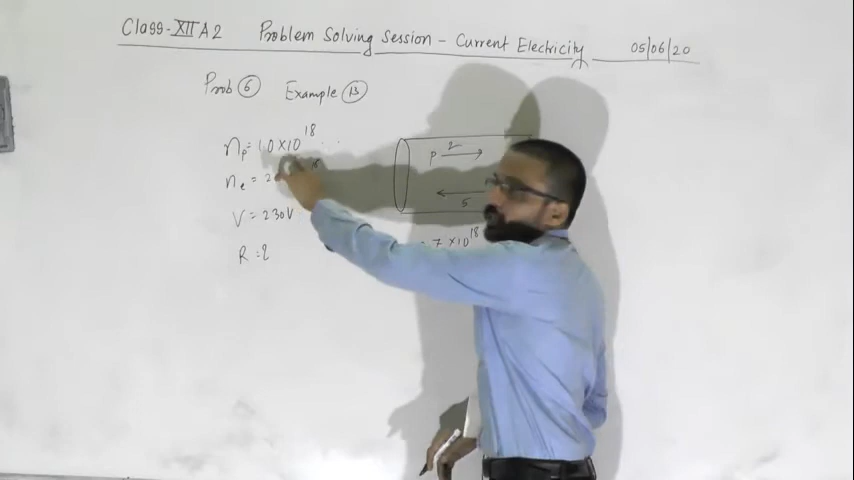 Class-XII A2 Problem Solving Session - Current Electricity 05/06/20
Prob 6 Example 13
np = 1.0 × 10^18 ..
ne = 2
V = 230V
R = ?
P 2
5
= 7 × 10^18